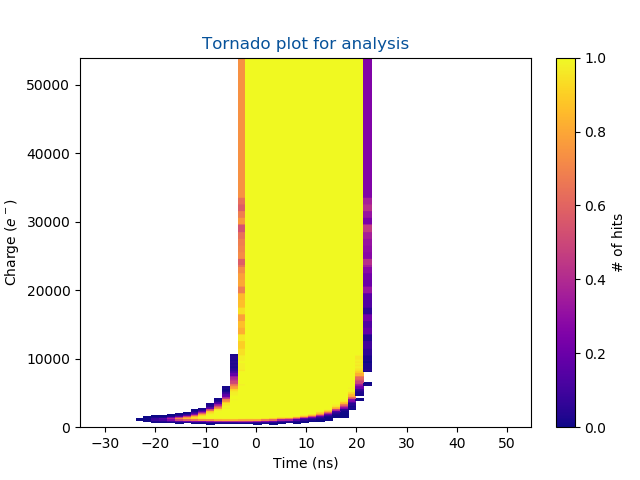 Tornado plot for analysis
Charge (e⁻)
50000
40000
30000
20000
10000
0
−30 −20 −10 0 10 20 30 40 50
Time (ns)
1.0
0.8
0.6
0.4
0.2
0.0
# of hits